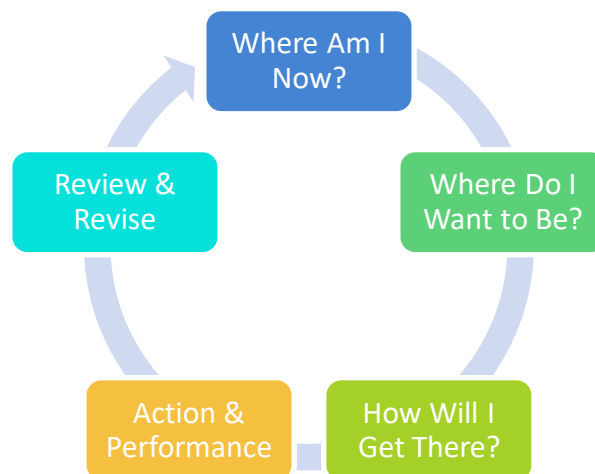 Where Am I
Now?
Where Do I
Want to Be?
How Will I
Get There?
Action &
Performance
Review &
Revise